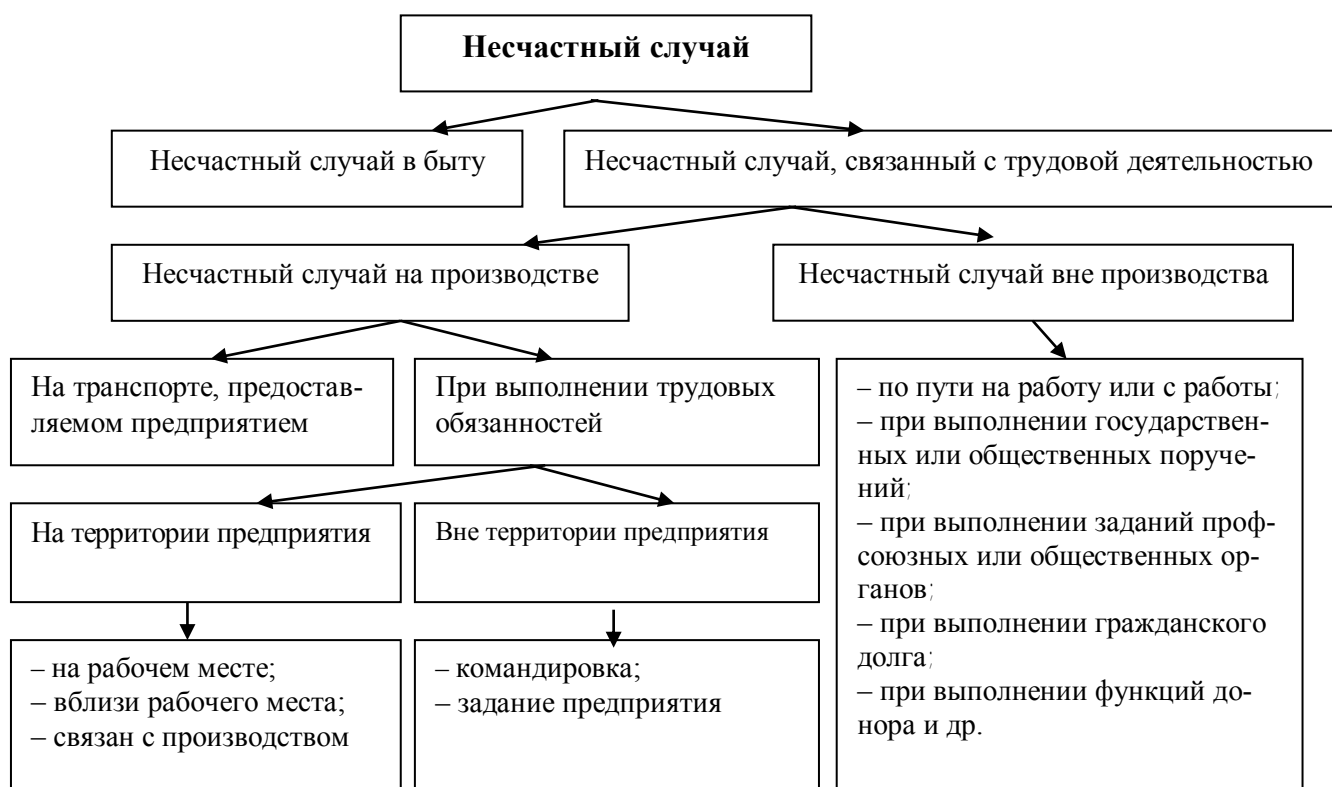 Несчастный случай
Несчастный случай в быту
Несчастный случай, связанный с трудовой деятельностью
Несчастный случай на производстве
Несчастный случай вне производства
На транспорте, предостав-
ляемом предприятием
При выполнении трудовых
обязанностей
– по пути на работу или с работы;
– при выполнении государствен-
ных или общественных поруче-
ний;
– при выполнении заданий проф-
союзных или общественных ор-
ганов;
– при выполнении гражданского
долга;
– при выполнении функций до-
нора и др.
На территории предприятия
Вне территории предприятия
– на рабочем месте;
– вблизи рабочего места;
– связан с производством
– командировка;
– задание предприятия